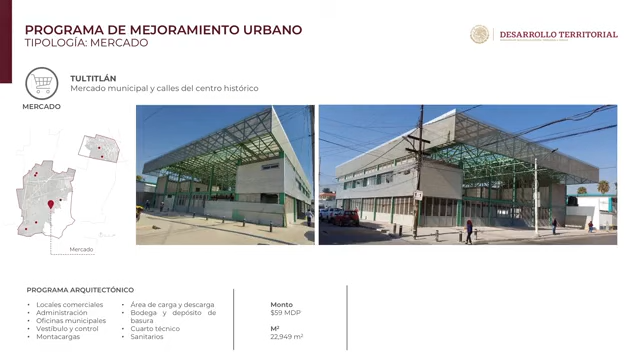 PROGRAMA DE MEJORAMIENTO URBANO
TIPOLOGÍA: MERCADO
DESARROLLO TERRITORIAL
TULTITLÁN
Mercado municipal y calles del centro histórico
MERCADO
Mercado
PROGRAMA ARQUITECTÓNICO
• Locales comerciales
• Administración
• Oficinas municipales
• Vestíbulo y control
• Montacargas
• Área de carga y descarga
• Bodega y depósito de
basura
• Cuarto técnico
• Sanitarios
Monto
$59 MDP
M²
22,949 m²